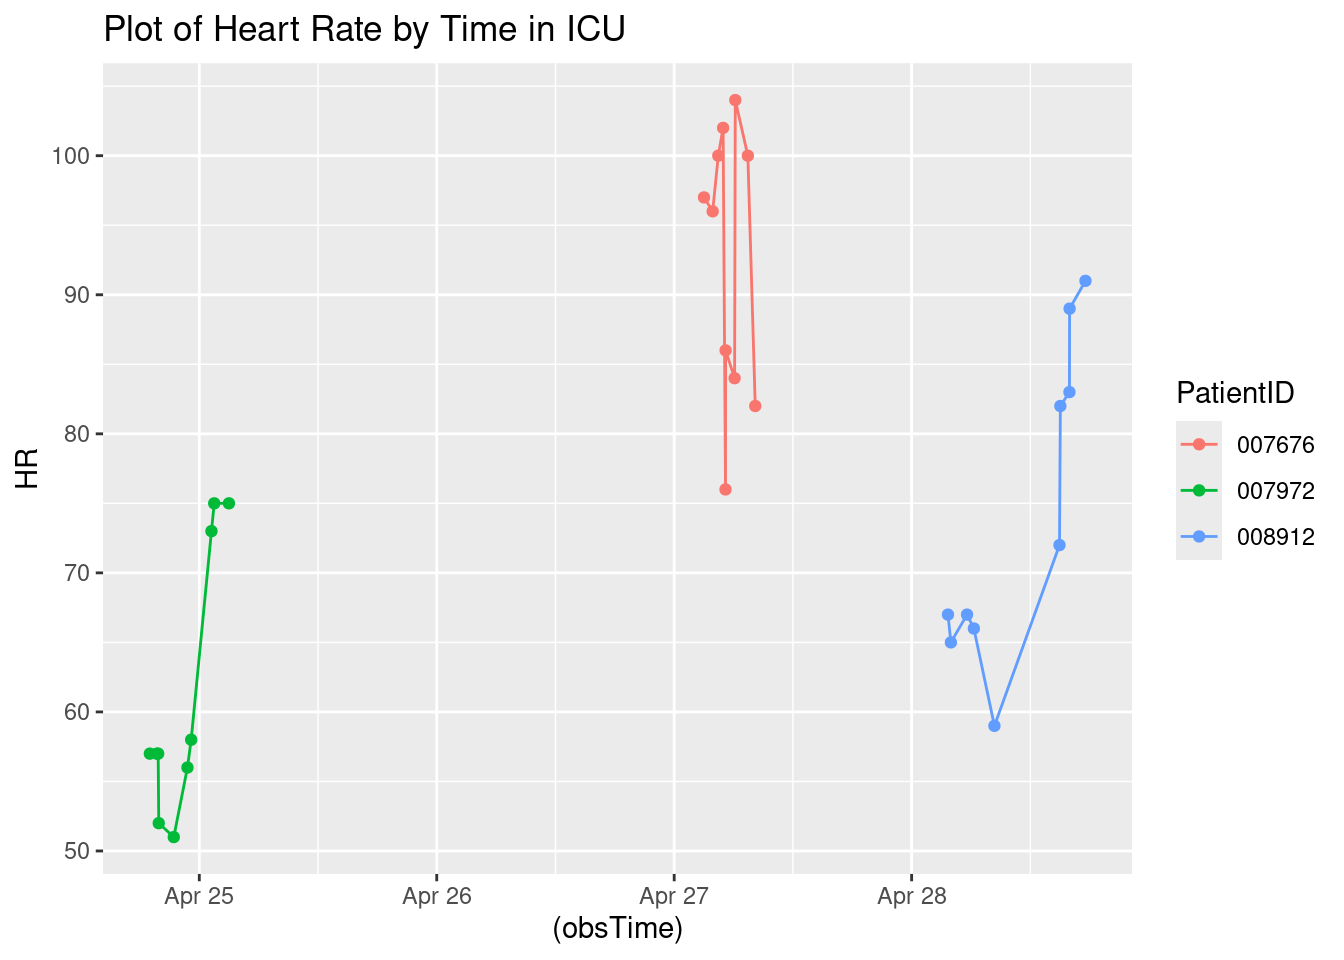 Plot of Heart Rate by Time in ICU
HR
100
90
80
70
60
50
Apr 25
Apr 26
Apr 27
Apr 28
(obsTime)
PatientID
007676
007972
008912